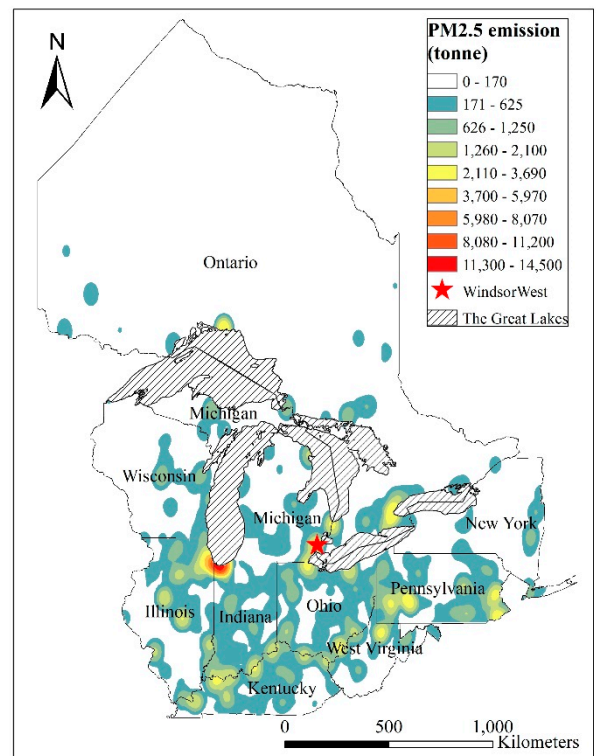 N
PM2.5 emission
(tonne)
0 - 170
171 - 625
626 - 1,250
1,260 - 2,100
2,110 - 3,690
3,700 - 5,970
5,980 - 8,070
8,080 - 11,200
11,300 - 14,500
WindsorWest
The Great Lakes
Ontario
Michigan
Wisconsin
Michigan
New York
Pennsylvania
Illinois
Indiana
Ohio
West Virginia
Kentucky
0 500 1,000
Kilometers